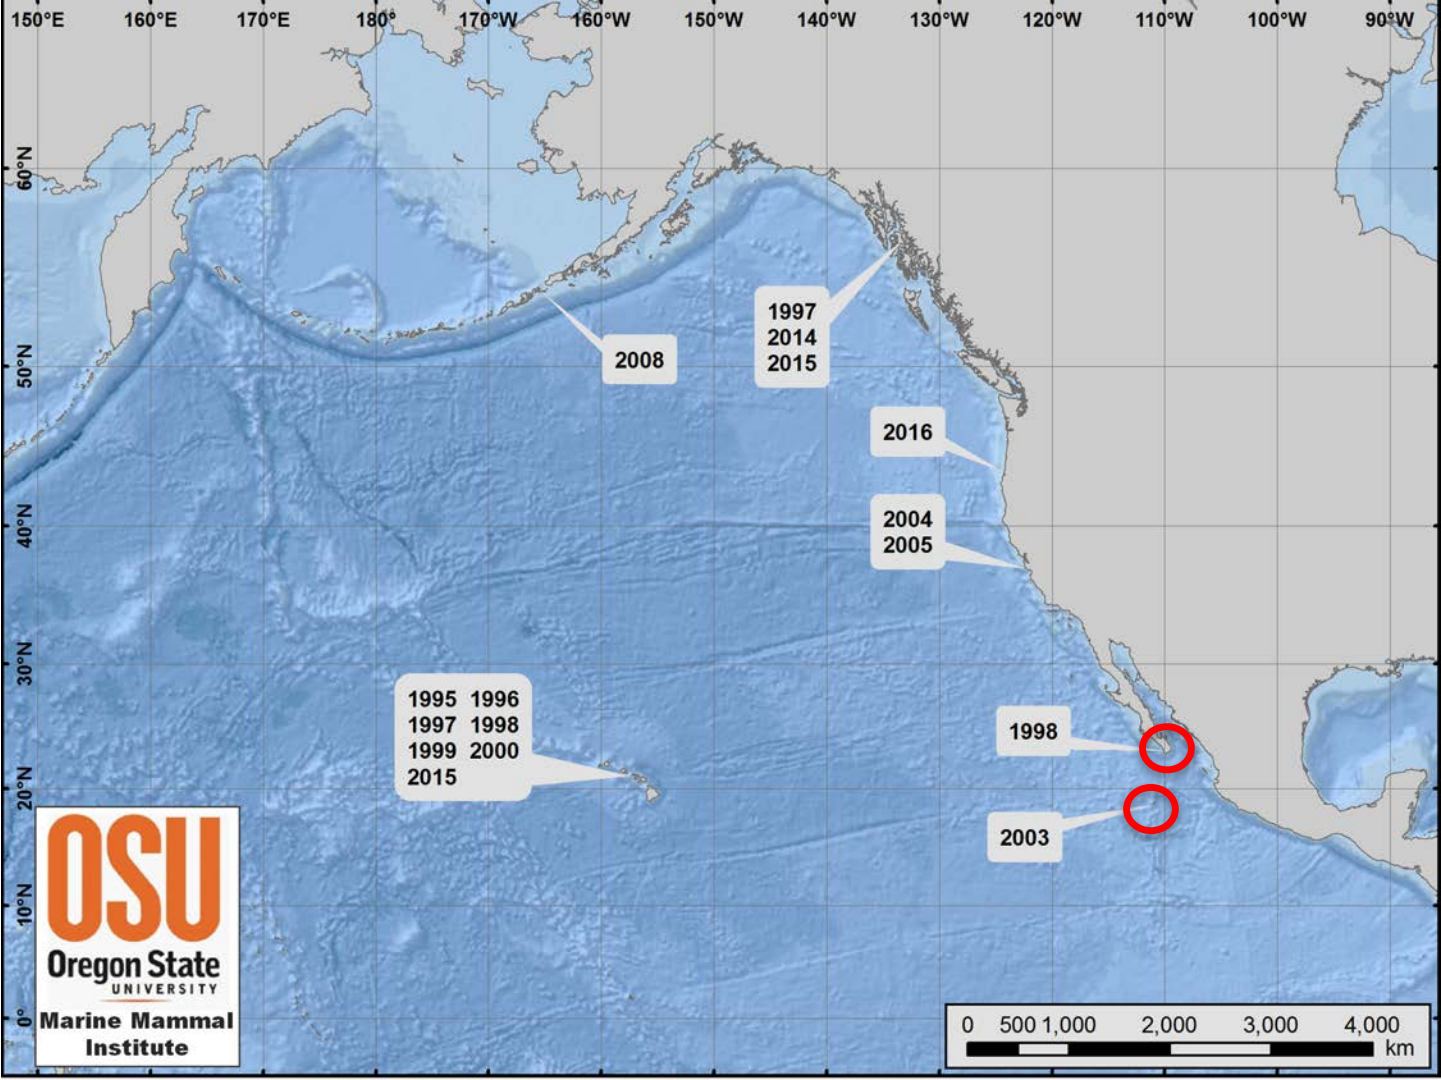 150°E 160°E 170°E 180° 170°W 160°W 150°W 140°W 130°W 120°W 110°W 100°W 90°W
60°N
50°N
40°N
30°N
20°N
10°N
0°
1997
2014
2015
2008
2016
2004
2005
1995 1996
1997 1998
1999 2000
2015
1998
2003
OSU
Oregon State
UNIVERSITY
Marine Mammal
Institute
0 500 1,000 2,000 3,000 4,000
km